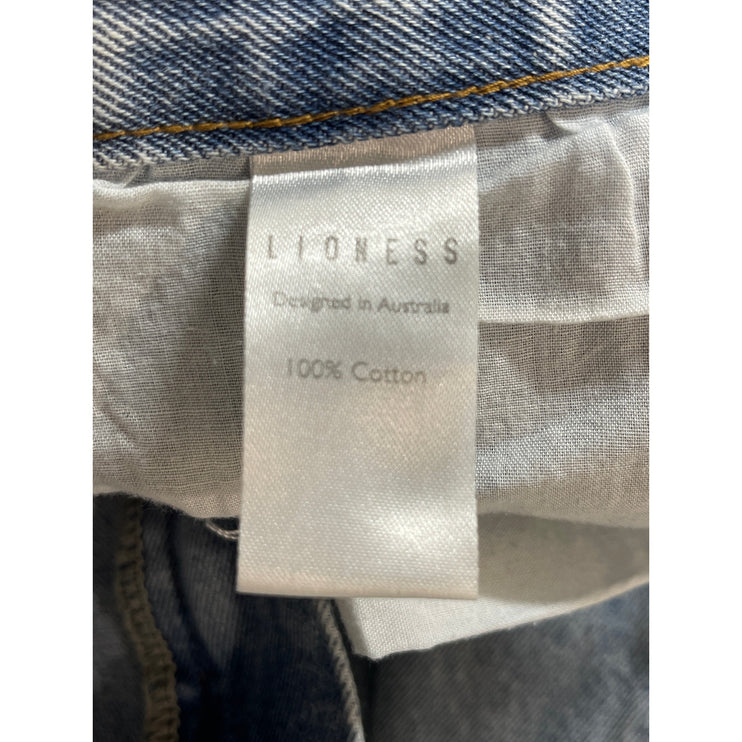 LIONESS
Designed in Australia
100% Cotton